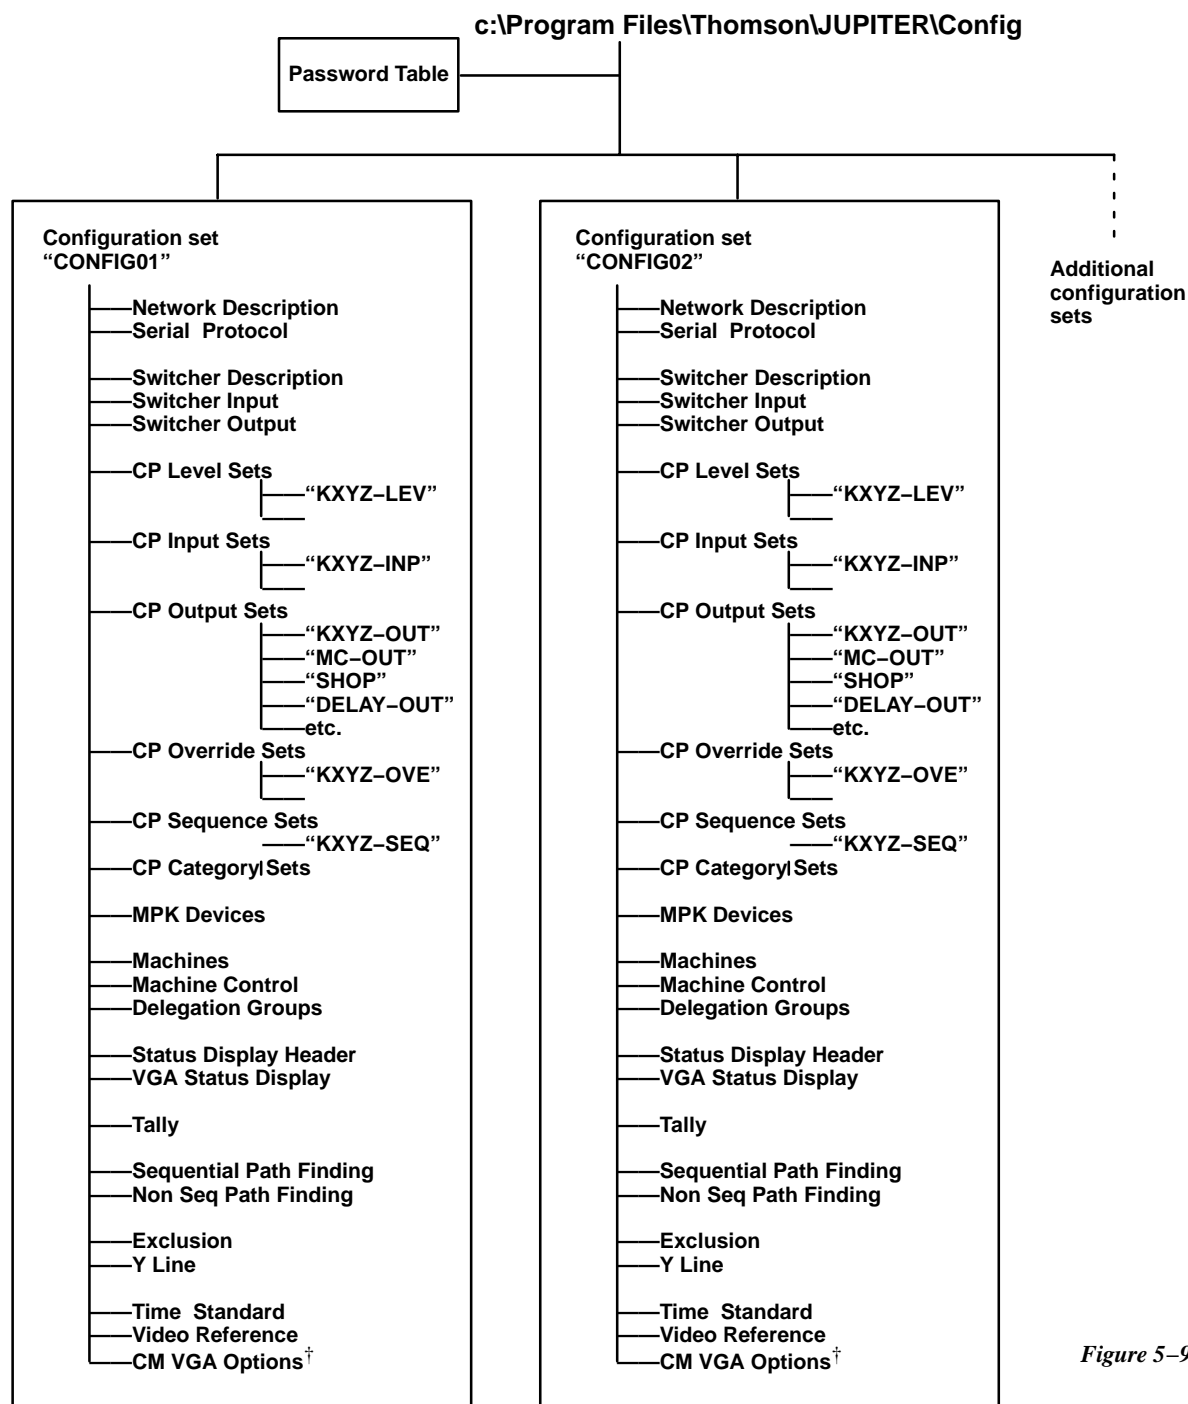 c:\Program Files\Thomson\JUPITER\Config
Password Table
Configuration set
“CONFIG01”
Network Description
Serial Protocol
Switcher Description
Switcher Input
Switcher Output
CP Level Sets
“KXYZ–LEV”
CP Input Sets
“KXYZ–INP”
CP Output Sets
“KXYZ–OUT”
“MC–OUT”
“SHOP”
“DELAY–OUT”
etc.
CP Override Sets
“KXYZ–OVE”
CP Sequence Sets
“KXYZ–SEQ”
CP Category Sets
MPK Devices
Machines
Machine Control
Delegation Groups
Status Display Header
VGA Status Display
Tally
Sequential Path Finding
Non Seq Path Finding
Exclusion
Y Line
Time Standard
Video Reference
CM VGA Options†
Configuration set
“CONFIG02”
Network Description
Serial Protocol
Switcher Description
Switcher Input
Switcher Output
CP Level Sets
“KXYZ–LEV”
CP Input Sets
“KXYZ–INP”
CP Output Sets
“KXYZ–OUT”
“MC–OUT”
“SHOP”
“DELAY–OUT”
etc.
CP Override Sets
“KXYZ–OVE”
CP Sequence Sets
“KXYZ–SEQ”
CP Category Sets
MPK Devices
Machines
Machine Control
Delegation Groups
Status Display Header
VGA Status Display
Tally
Sequential Path Finding
Non Seq Path Finding
Exclusion
Y Line
Time Standard
Video Reference
CM VGA Options†
Additional
configuration
sets
Figure 5–9